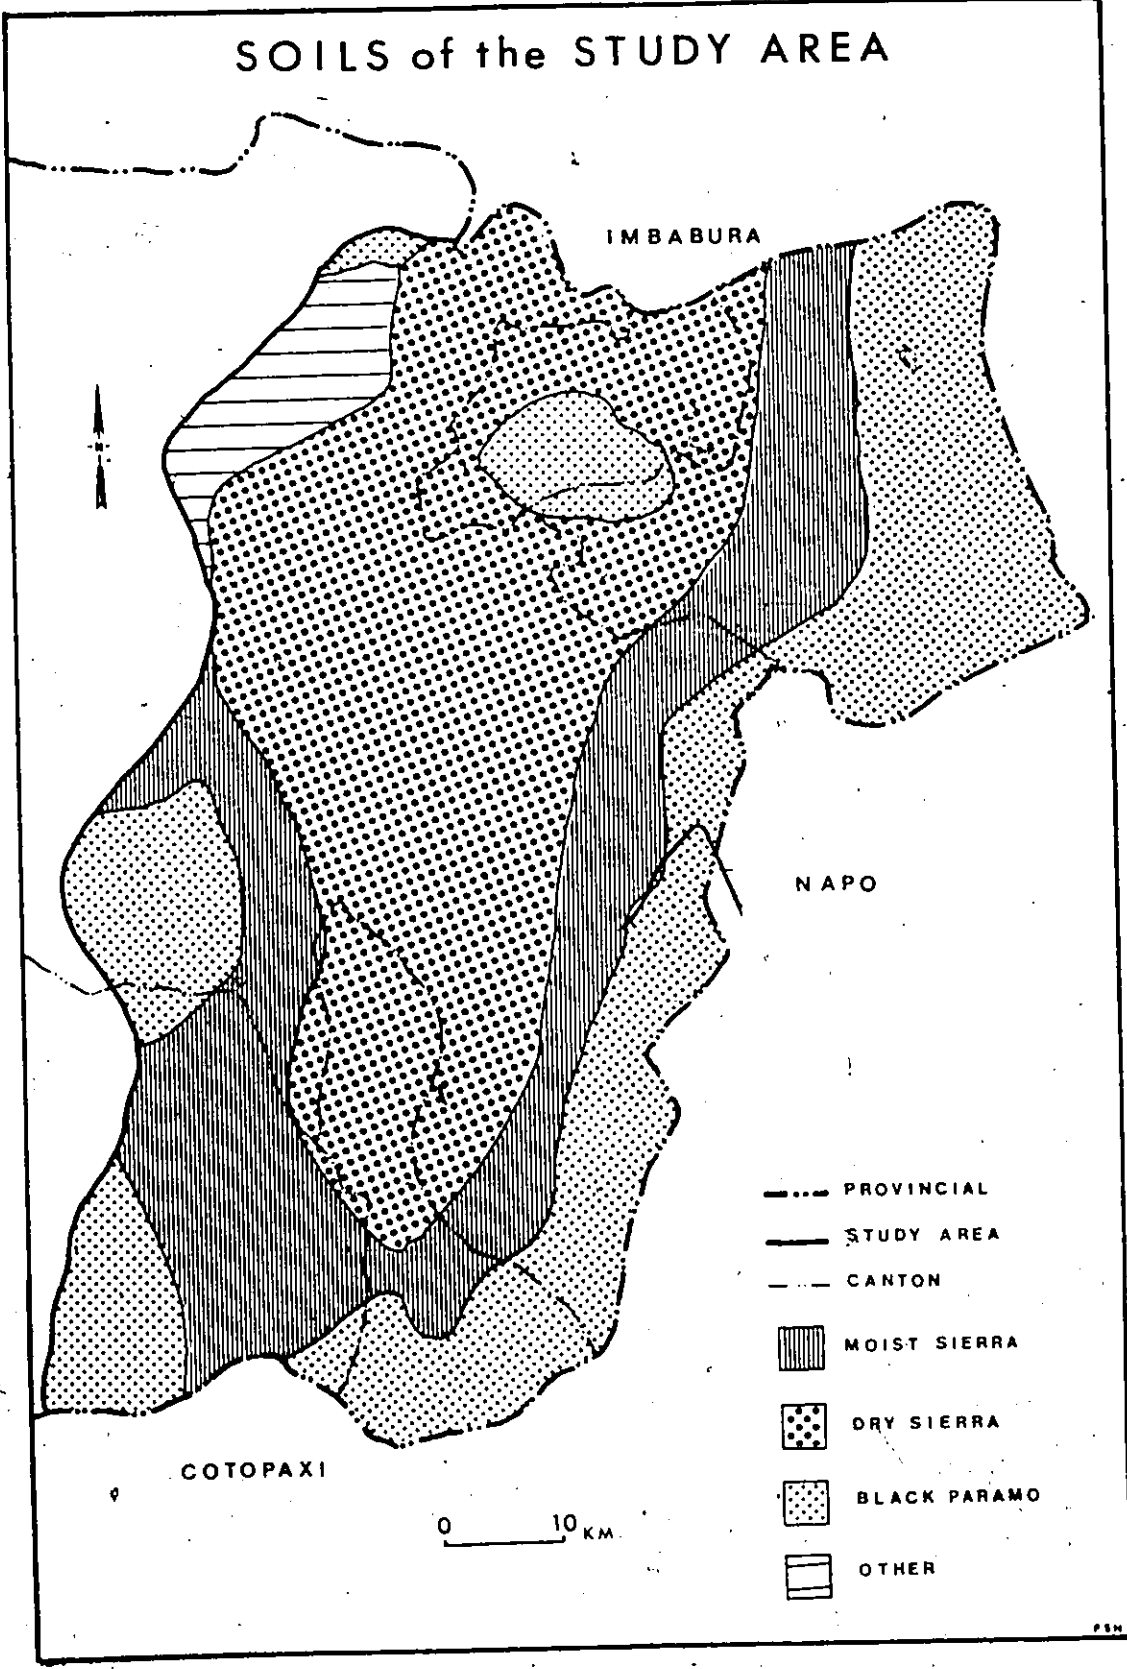 SOILS of the STUDY AREA
IMBABURA
N
NAPO
PROVINCIAL
STUDY AREA
CANTON
MOIST SIERRA
DRY SIERRA
BLACK PARAMO
OTHER
COTOPAXI
0 10 KM.